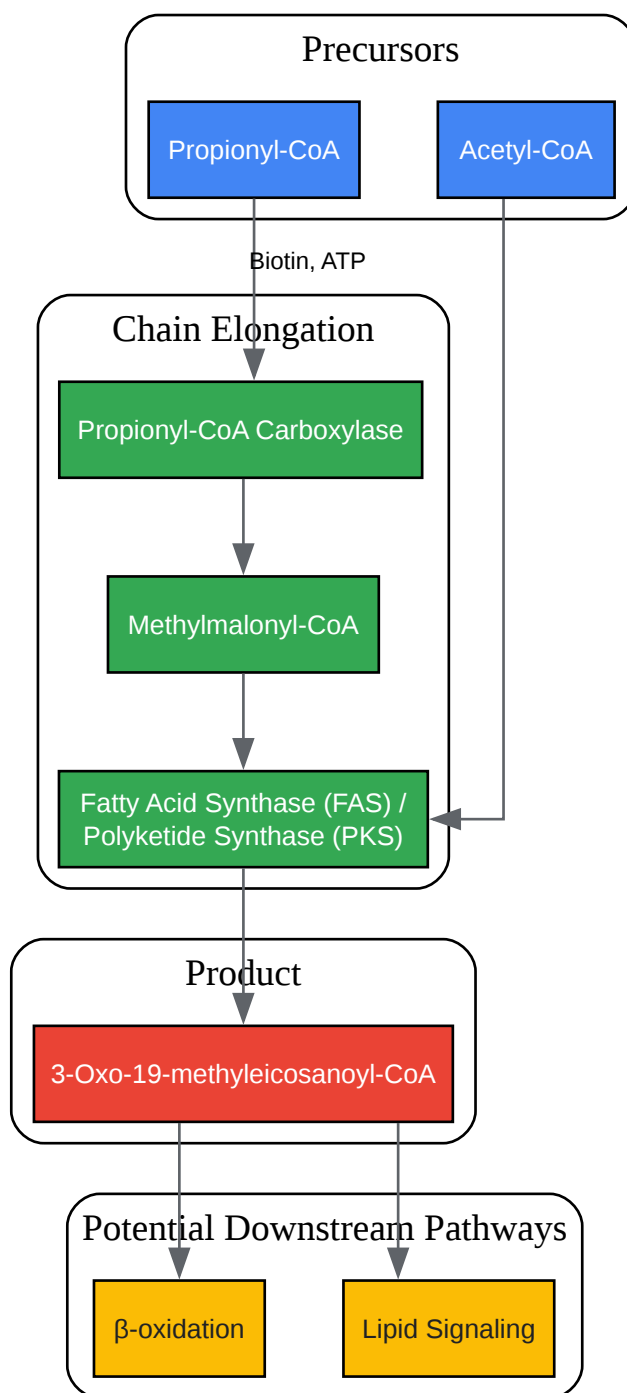 Precursors
Propionyl-CoA
Acetyl-CoA
Biotin, ATP
Chain Elongation
Propionyl-CoA Carboxylase
Methylmalonyl-CoA
Fatty Acid Synthase (FAS) /
Polyketide Synthase (PKS)
Product
3-Oxo-19-methyleicosanoyl-CoA
Potential Downstream Pathways
β-oxidation
Lipid Signaling